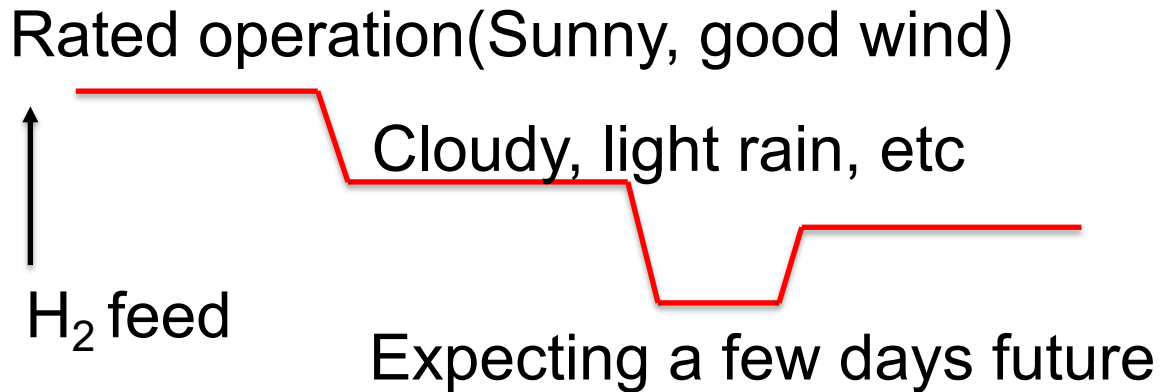 Rated operation(Sunny, good wind)
Cloudy, light rain, etc
H₂ feed
Expecting a few days future